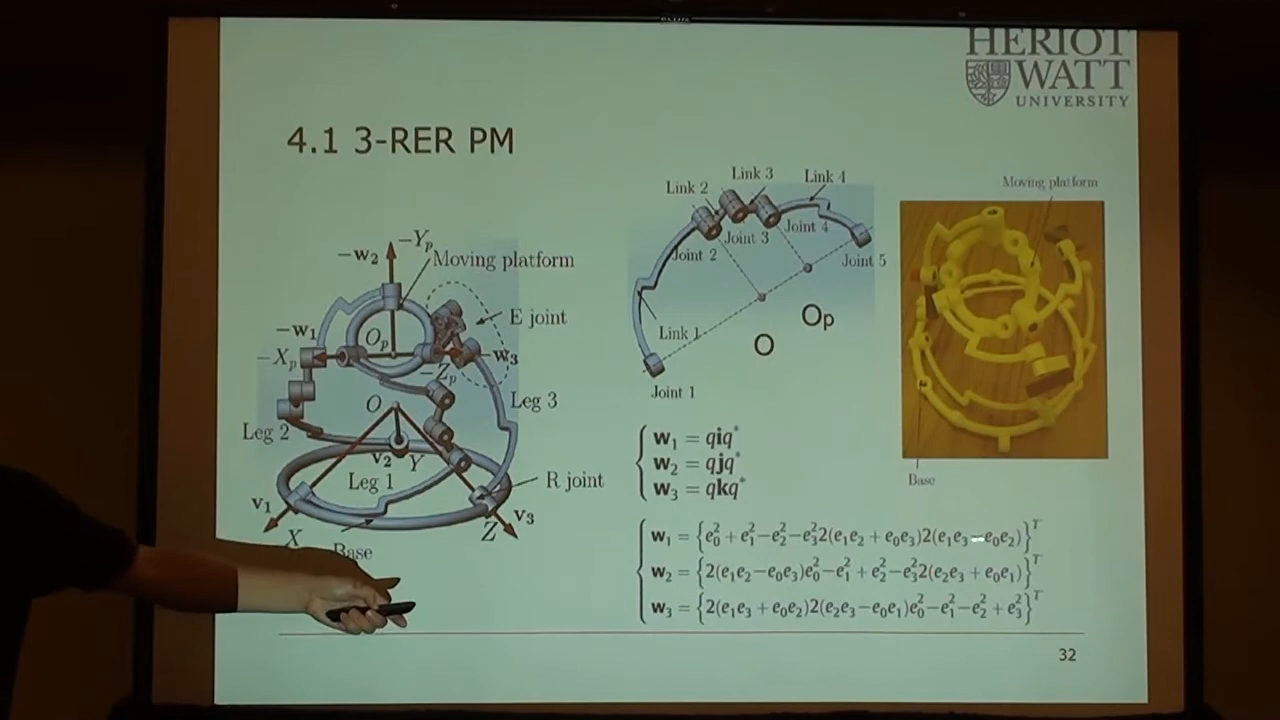 HERIOT
WATT
UNIVERSITY
4.1 3-RER PM
−Yₚ
−w₂
Moving platform
E joint
−w₁
Oₚ
−Xₚ
−w₃
−Zₚ
O
Leg 3
Leg 2
v₂
Y
Leg 1
R joint
v₁
v₃
X
Z
Base
Link 3
Link 2
Link 4
Joint 4
Joint 3
Joint 2
Joint 5
Oₚ
Link 1
O
Joint 1
Moving platform
Base
w₁ = qiq*
w₂ = qjq*
w₃ = qkq*
w₁ = {e₀² + e₁² − e₂² − e₃² 2(e₁e₂ + e₀e₃) 2(e₁e₃ − e₀e₂)}ᵀ
w₂ = {2(e₁e₂ − e₀e₃) e₀² − e₁² + e₂² − e₃² 2(e₂e₃ + e₀e₁)}ᵀ
w₃ = {2(e₁e₃ + e₀e₂) 2(e₂e₃ − e₀e₁) e₀² − e₁² − e₂² + e₃²}ᵀ
32